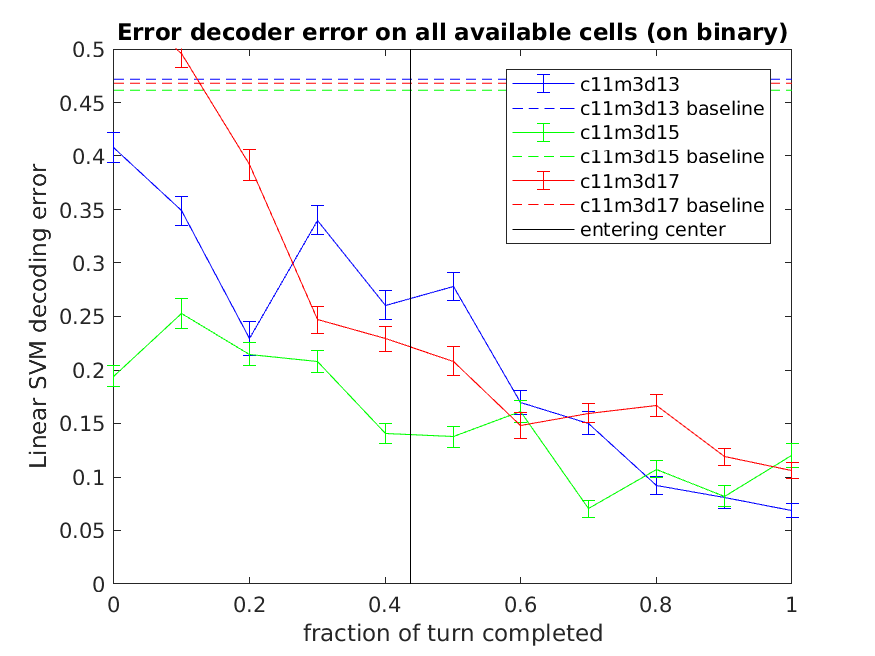 Error decoder error on all available cells (on binary)
0.5
0.45
0.4
0.35
0.3
0.25
0.2
0.15
0.1
0.05
0
Linear SVM decoding error
c11m3d13
c11m3d13 baseline
c11m3d15
c11m3d15 baseline
c11m3d17
c11m3d17 baseline
entering center
0 0.2 0.4 0.6 0.8 1
fraction of turn completed